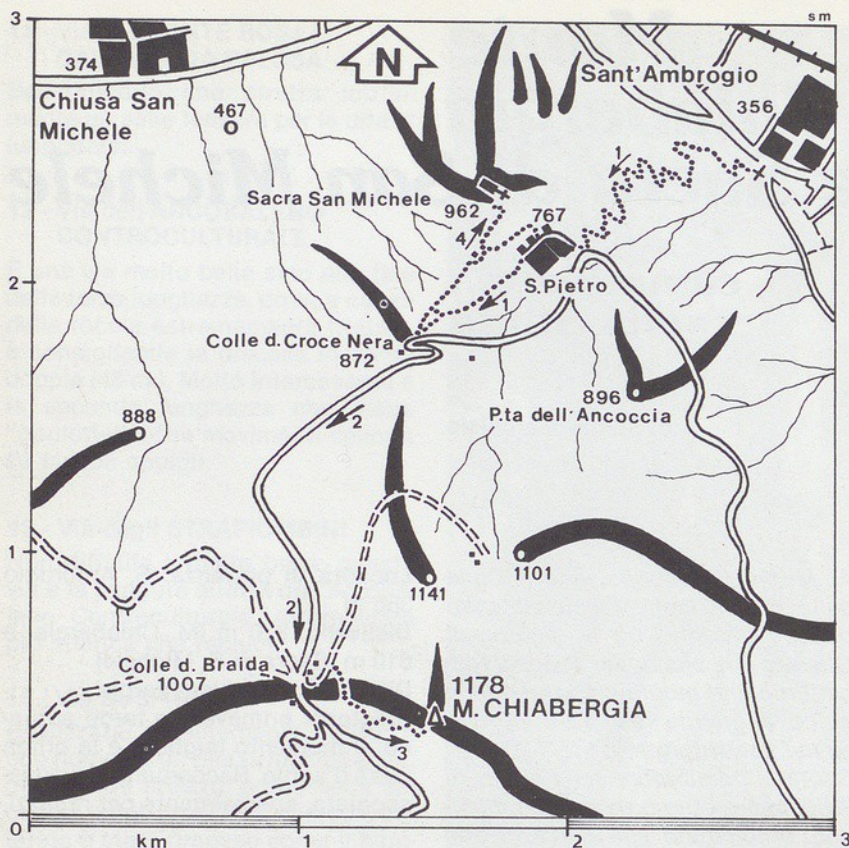 3
sm
374
N
Sant'Ambrogio
Chiusa San
Michele
467
356
1
Sacra San Michele
962
767
4
2
S. Pietro
1
Colle d. Croce Nera
872
896
P.ta dell'Ancoccia
888
2
1
1101
1141
2
Colle d. Braida
1007
1178
M. CHIABERGIA
3
0
km
1
2
3